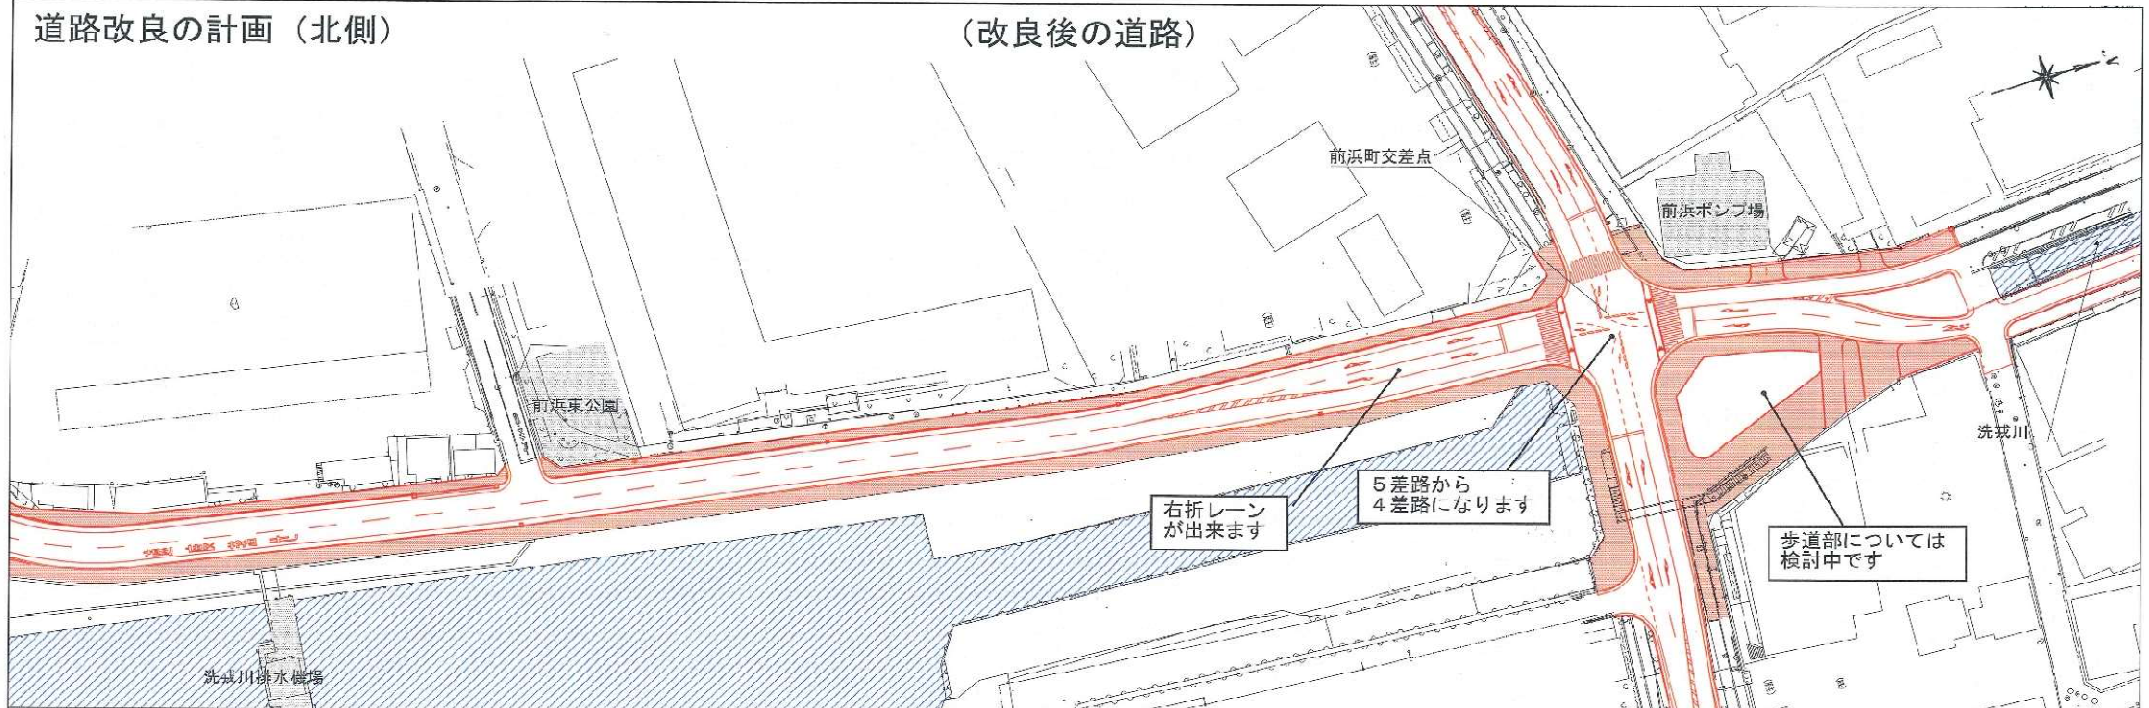 道路改良の計画（北側）
（改良後の道路）
前浜町交差点
前浜ポンプ場
前浜東公園
洗戎川
右折レーン
が出来ます
5差路から
4差路になります
歩道部については
検討中です
洗戎川排水機場